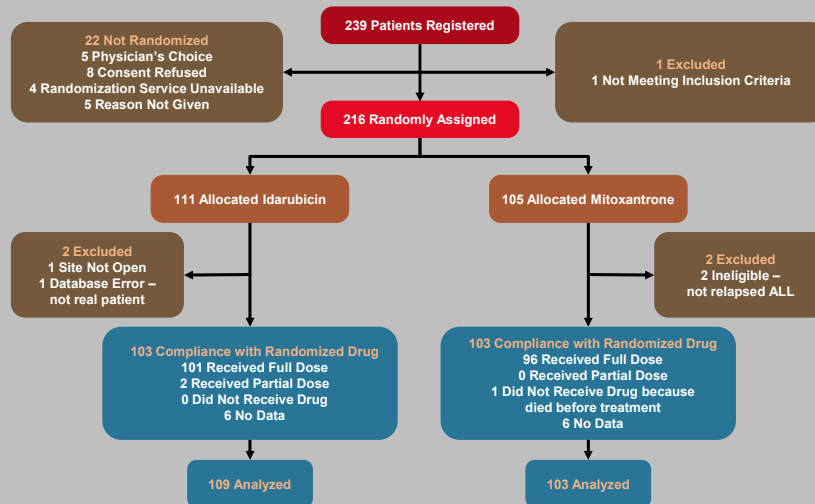 239 Patients Registered
22 Not Randomized
5 Physician's Choice
8 Consent Refused
4 Randomization Service Unavailable
5 Reason Not Given
1 Excluded
1 Not Meeting Inclusion Criteria
216 Randomly Assigned
111 Allocated Idarubicin
105 Allocated Mitoxantrone
2 Excluded
1 Site Not Open
1 Database Error –
not real patient
2 Excluded
2 Ineligible –
not relapsed ALL
103 Compliance with Randomized Drug
101 Received Full Dose
2 Received Partial Dose
0 Did Not Receive Drug
6 No Data
103 Compliance with Randomized Drug
96 Received Full Dose
0 Received Partial Dose
1 Did Not Receive Drug because
died before treatment
6 No Data
109 Analyzed
103 Analyzed